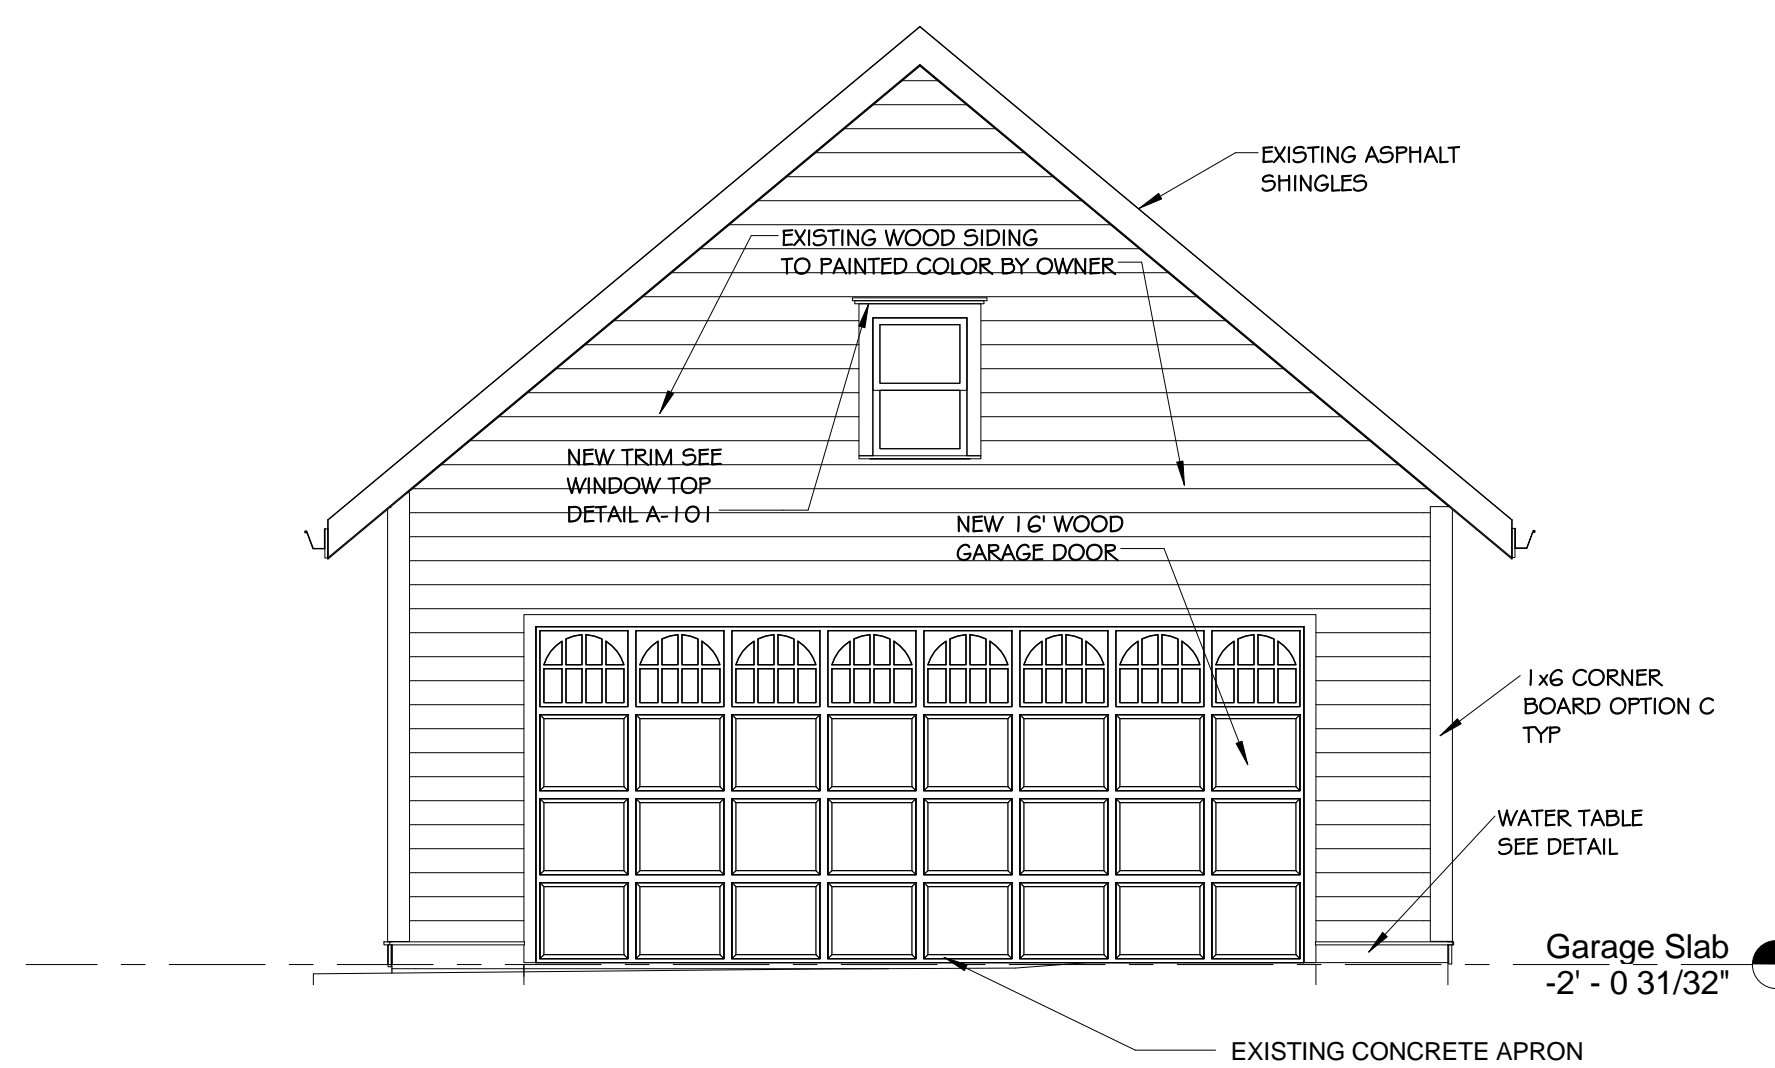 EXISTING ASPHALT
SHINGLES
EXISTING WOOD SIDING
TO PAINTED COLOR BY OWNER
NEW TRIM SEE
WINDOW TOP
DETAIL A-101
NEW 16' WOOD
GARAGE DOOR
1x6 CORNER
BOARD OPTION C
TYP
WATER TABLE
SEE DETAIL
Garage Slab
-2' - 0 31/32"
EXISTING CONCRETE APRON